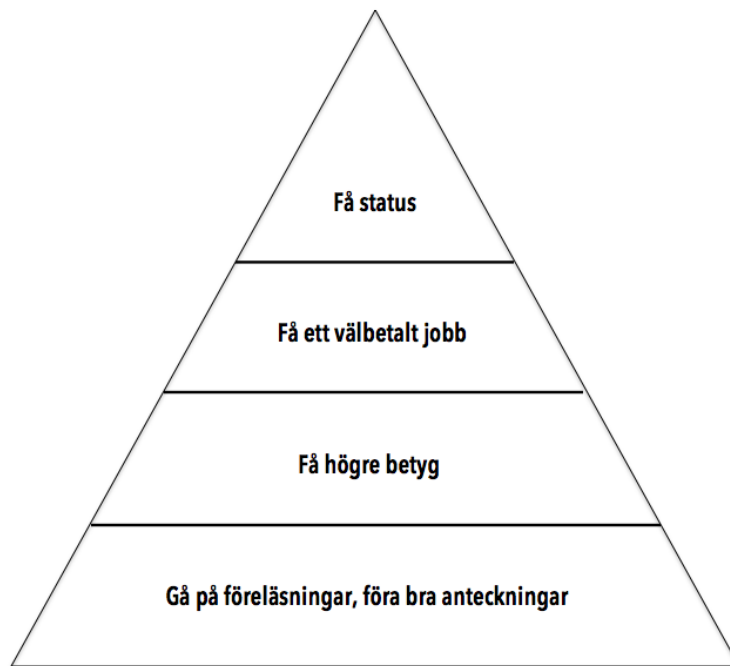 Få status
Få ett välbetalt jobb
Få högre betyg
Gå på föreläsningar, föra bra anteckningar